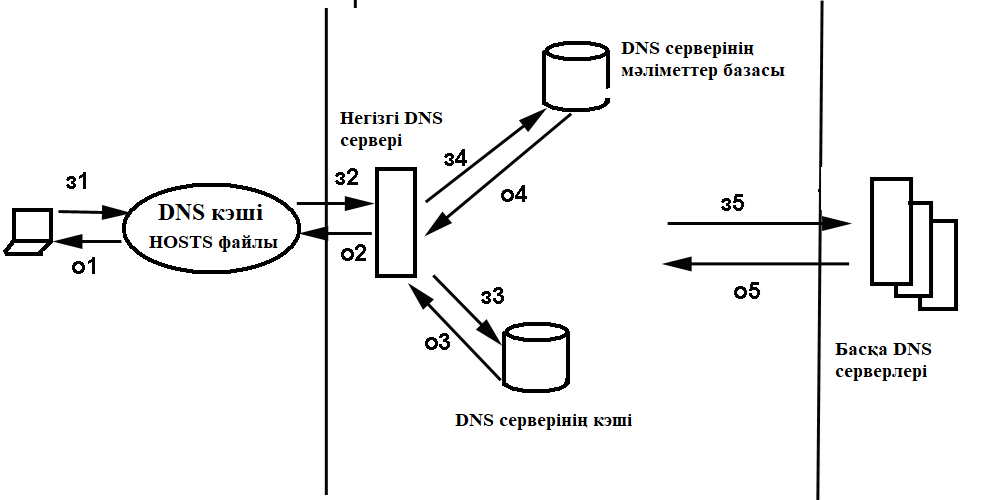 DNS серверінің
мәліметтер базасы
Негізгі DNS
сервері
з1
DNS кэші
HOSTS файлы
о1
з2
о2
з4
о4
з3
о3
DNS серверінің кэші
з5
о5
Басқа DNS
серверлері